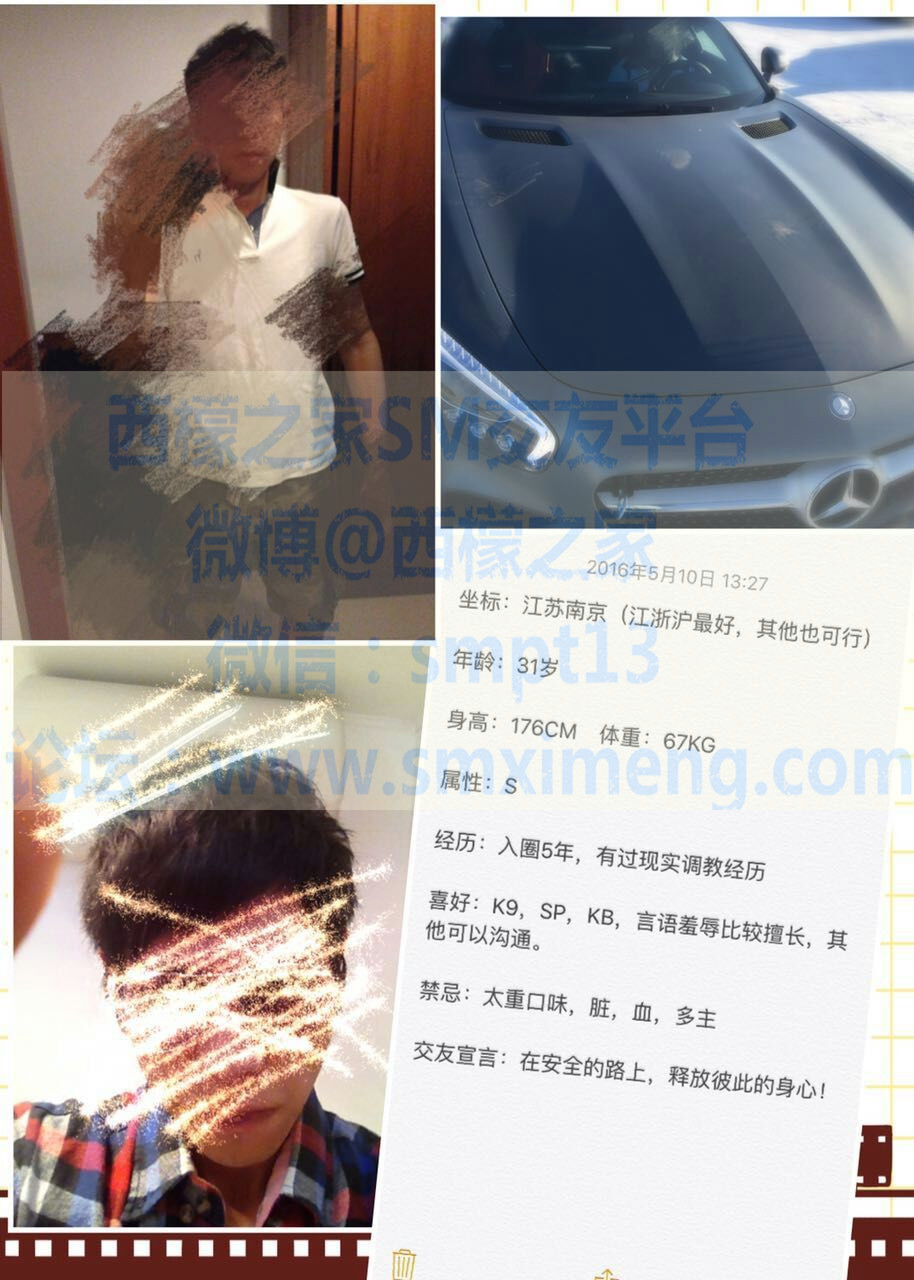 西檬之家SM交友平台
微博@西檬之家
微信：smpt13
论坛：www.smximeng.com
2016年5月10日 13:27
坐标：江苏南京（江浙沪最好，其他也可行）
年龄：31岁
身高：176CM 体重：67KG
属性：S
经历：入圈5年，有过现实调教经历
喜好：K9，SP，KB，言语羞辱比较擅长，其
他可以沟通。
禁忌：太重口味，脏，血，多主
交友宣言：在安全的路上，释放彼此的身心！